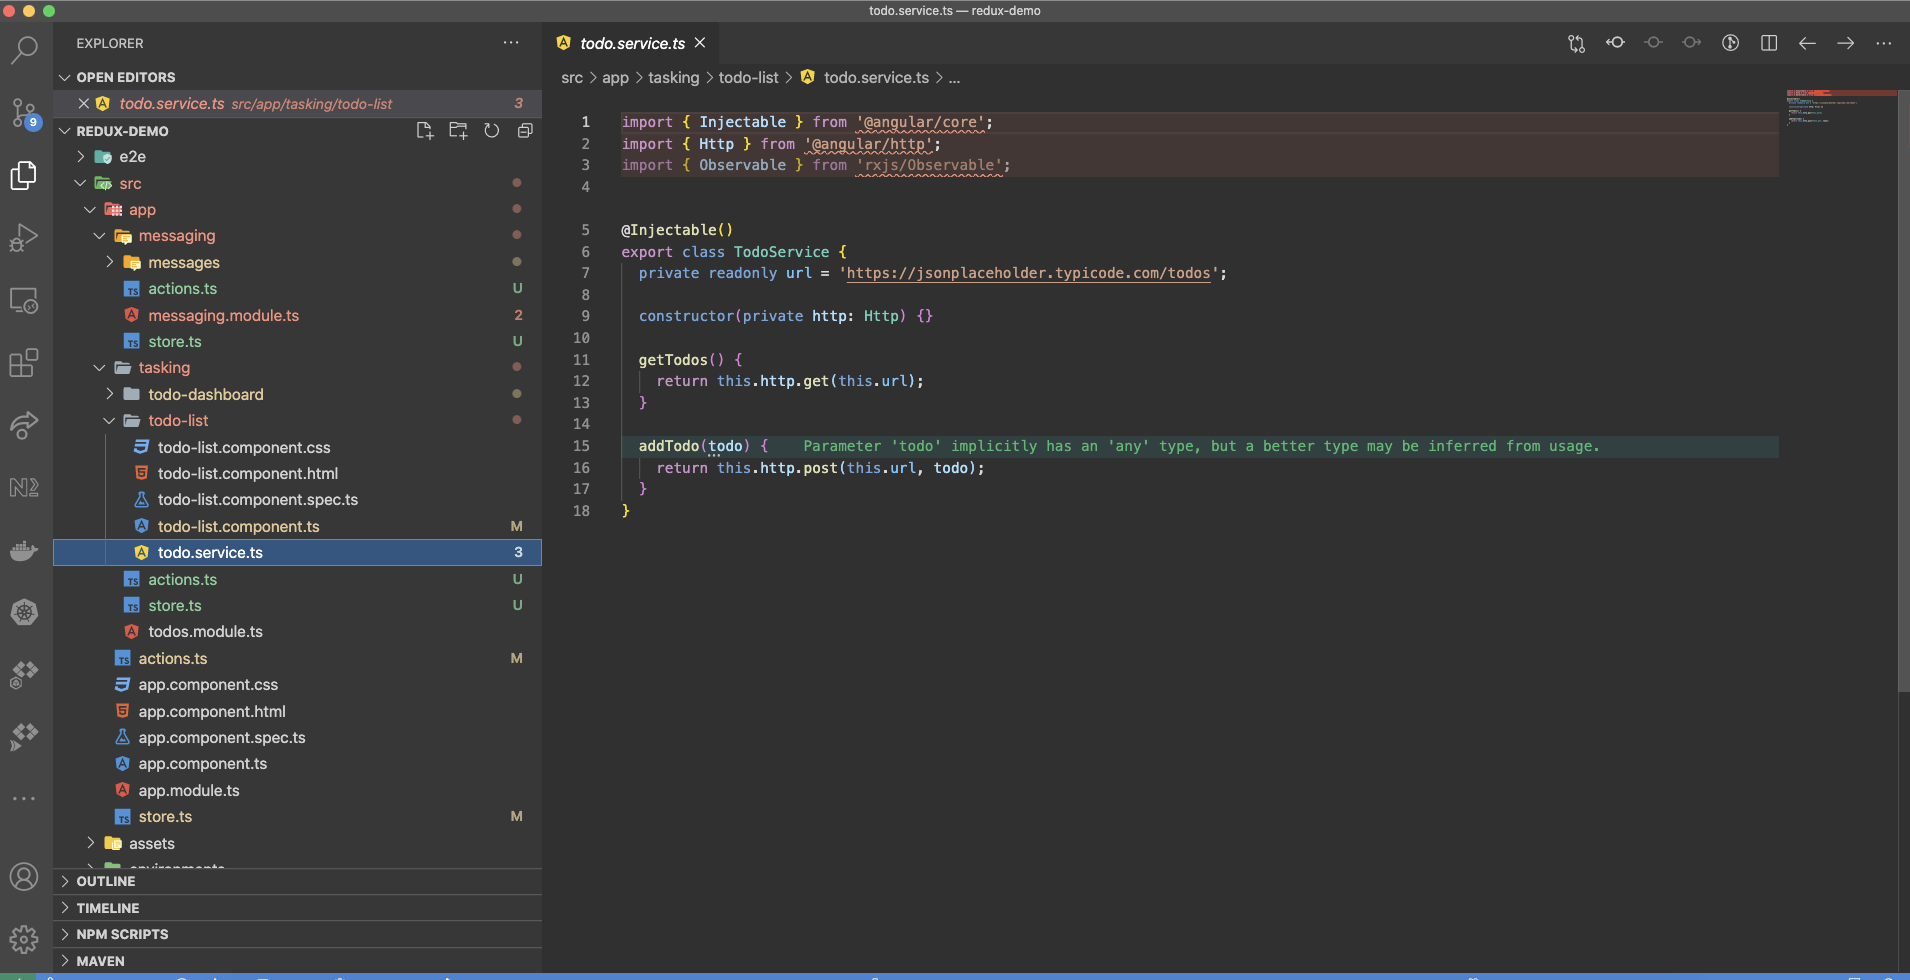 todo.service.ts — redux-demo
EXPLORER
OPEN EDITORS
todo.service.ts src/app/tasking/todo-list 3
REDUX-DEMO
e2e
src
app
messaging
messages
actions.ts U
messaging.module.ts 2
store.ts U
tasking
todo-dashboard
todo-list
todo-list.component.css
todo-list.component.html
todo-list.component.spec.ts
todo-list.component.ts M
todo.service.ts 3
actions.ts U
store.ts U
todos.module.ts
actions.ts M
app.component.css
app.component.html
app.component.spec.ts
app.component.ts
app.module.ts
store.ts M
assets
OUTLINE
TIMELINE
NPM SCRIPTS
MAVEN
9
todo.service.ts
src > app > tasking > todo-list > todo.service.ts > ...
1 import { Injectable } from '@angular/core';
2 import { Http } from '@angular/http';
3 import { Observable } from 'rxjs/Observable';
4
5 @Injectable()
6 export class TodoService {
7 private readonly url = 'https://jsonplaceholder.typicode.com/todos';
8
9 constructor(private http: Http) {}
10
11 getTodos() {
12 return this.http.get(this.url);
13 }
14
15 addTodo(todo) { Parameter 'todo' implicitly has an 'any' type, but a better type may be inferred from usage.
16 return this.http.post(this.url, todo);
17 }
18 }